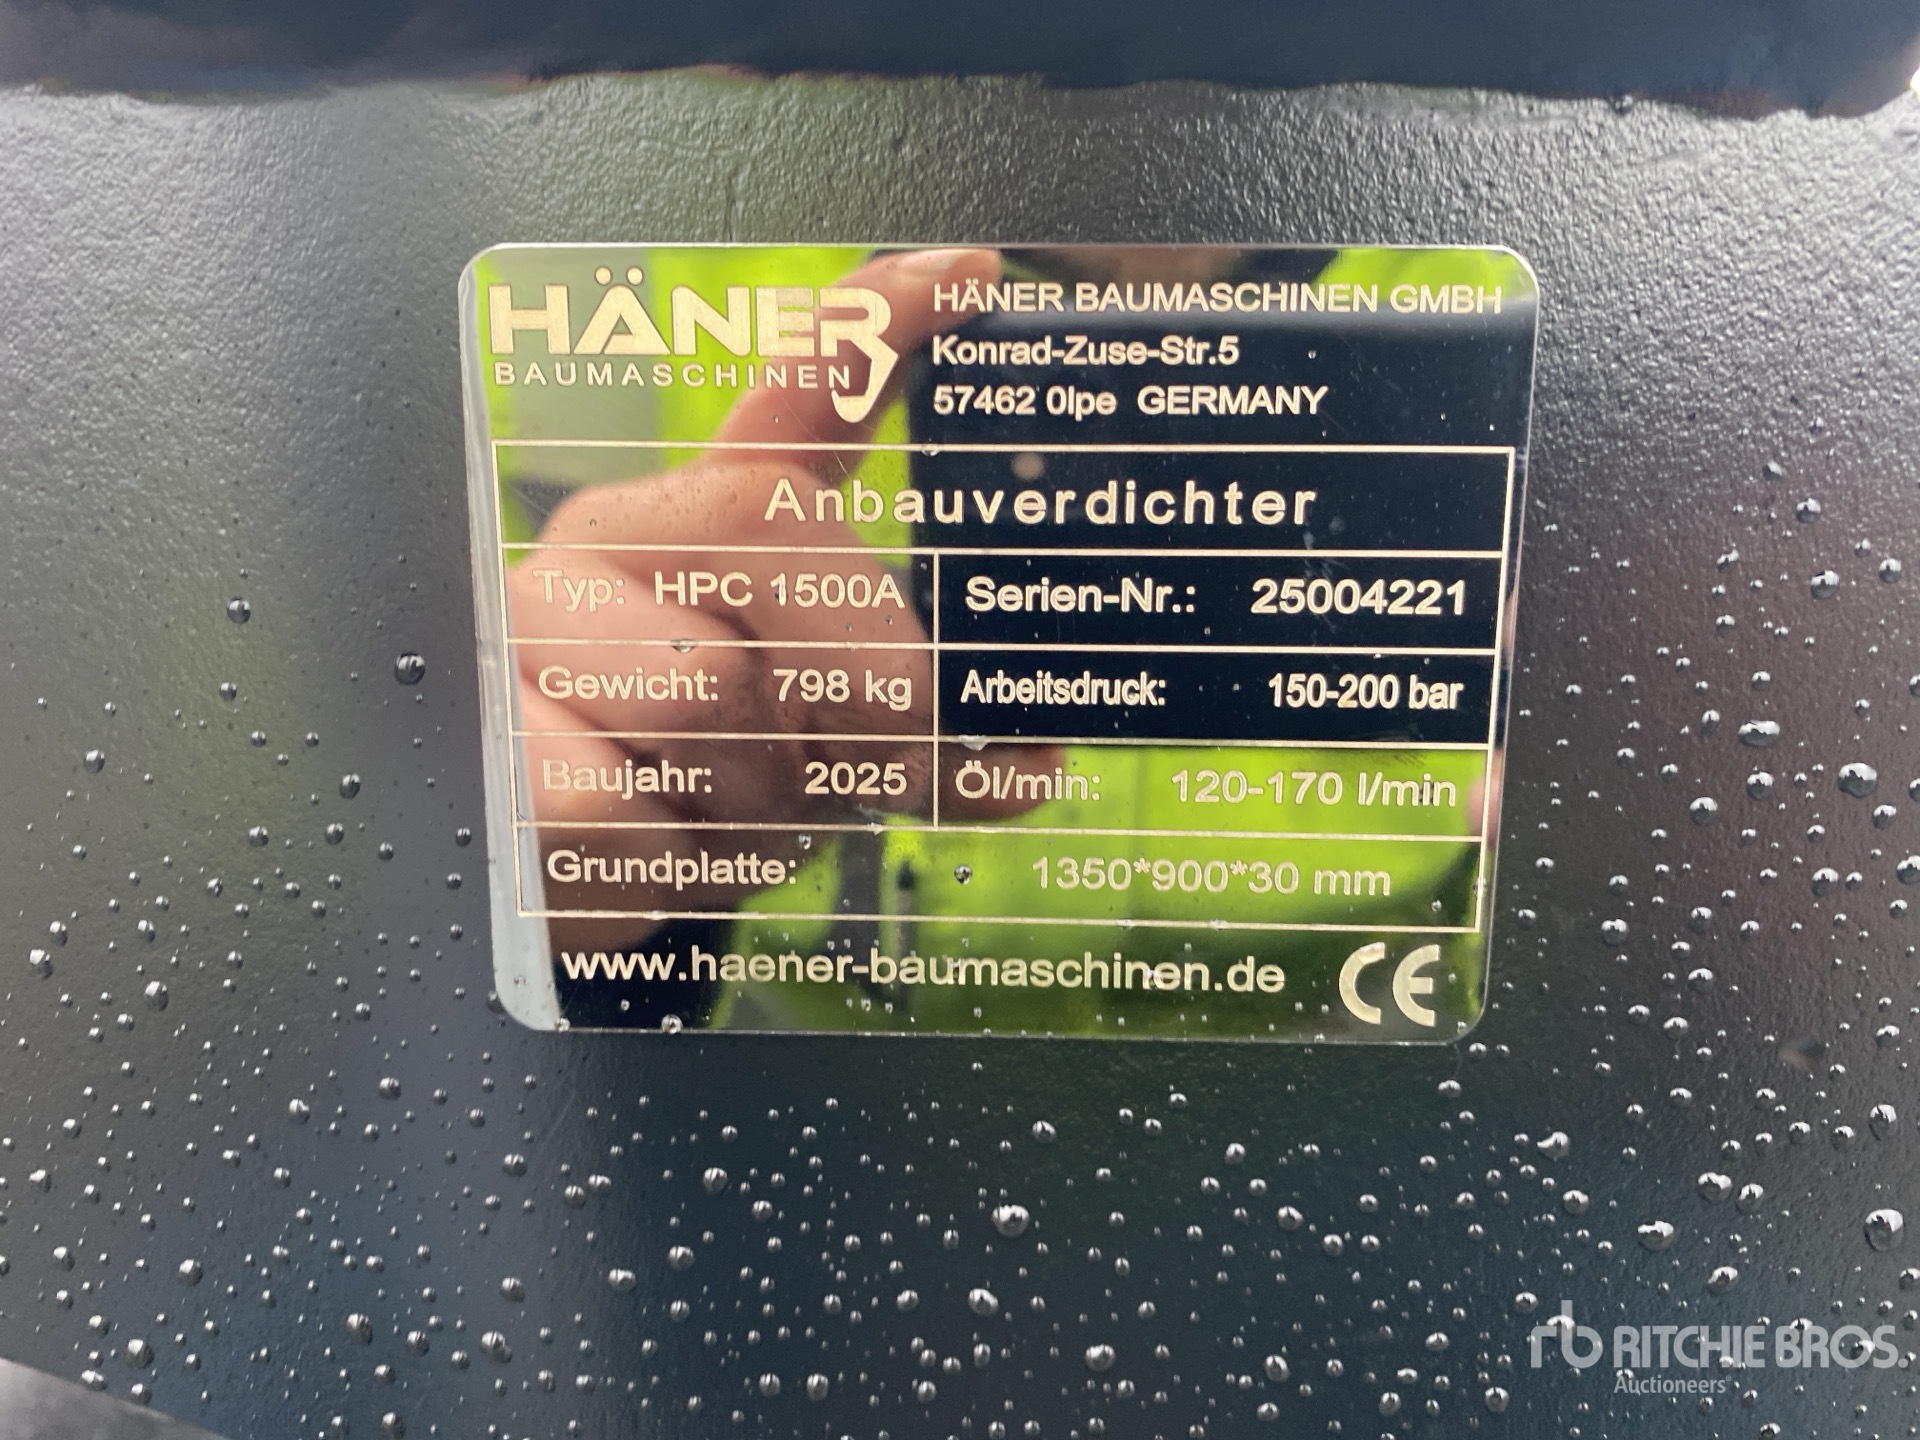 HÄNER
BAUMASCHINEN
HÄNER BAUMASCHINEN GMBH
Konrad-Zuse-Str.5
57462 0lpe GERMANY
Anbauverdichter
Typ: HPC 1500A
Serien-Nr.: 25004221
Gewicht: 798 kg
Arbeitsdruck: 150-200 bar
Baujahr: 2025
Öl/min: 120-170 l/min
Grundplatte: 1350*900*30 mm
www.haener-baumaschinen.de
CE
rb RITCHIE BROS.
Auctioneers